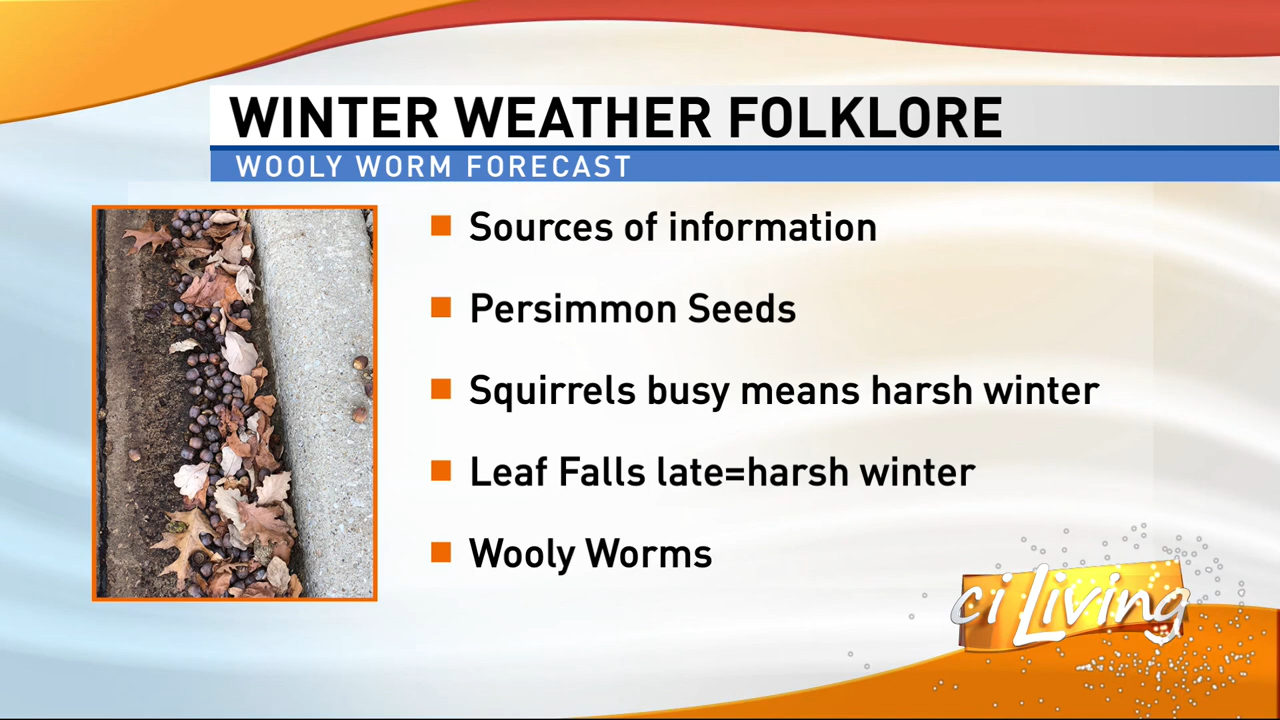 WINTER WEATHER FOLKLORE
WOOLY WORM FORECAST
Sources of information
Persimmon Seeds
Squirrels busy means harsh winter
Leaf Falls late=harsh winter
Wooly Worms
ci Living